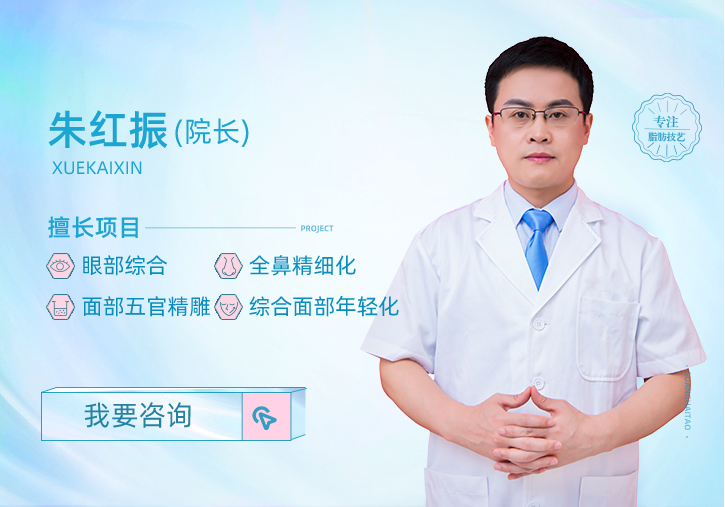 朱红振(院长)
XUEKAIXIN
专注
脂肪技艺
擅长项目 PROJECT
眼部综合 全鼻精细化
面部五官精雕 综合面部年轻化
我要咨询